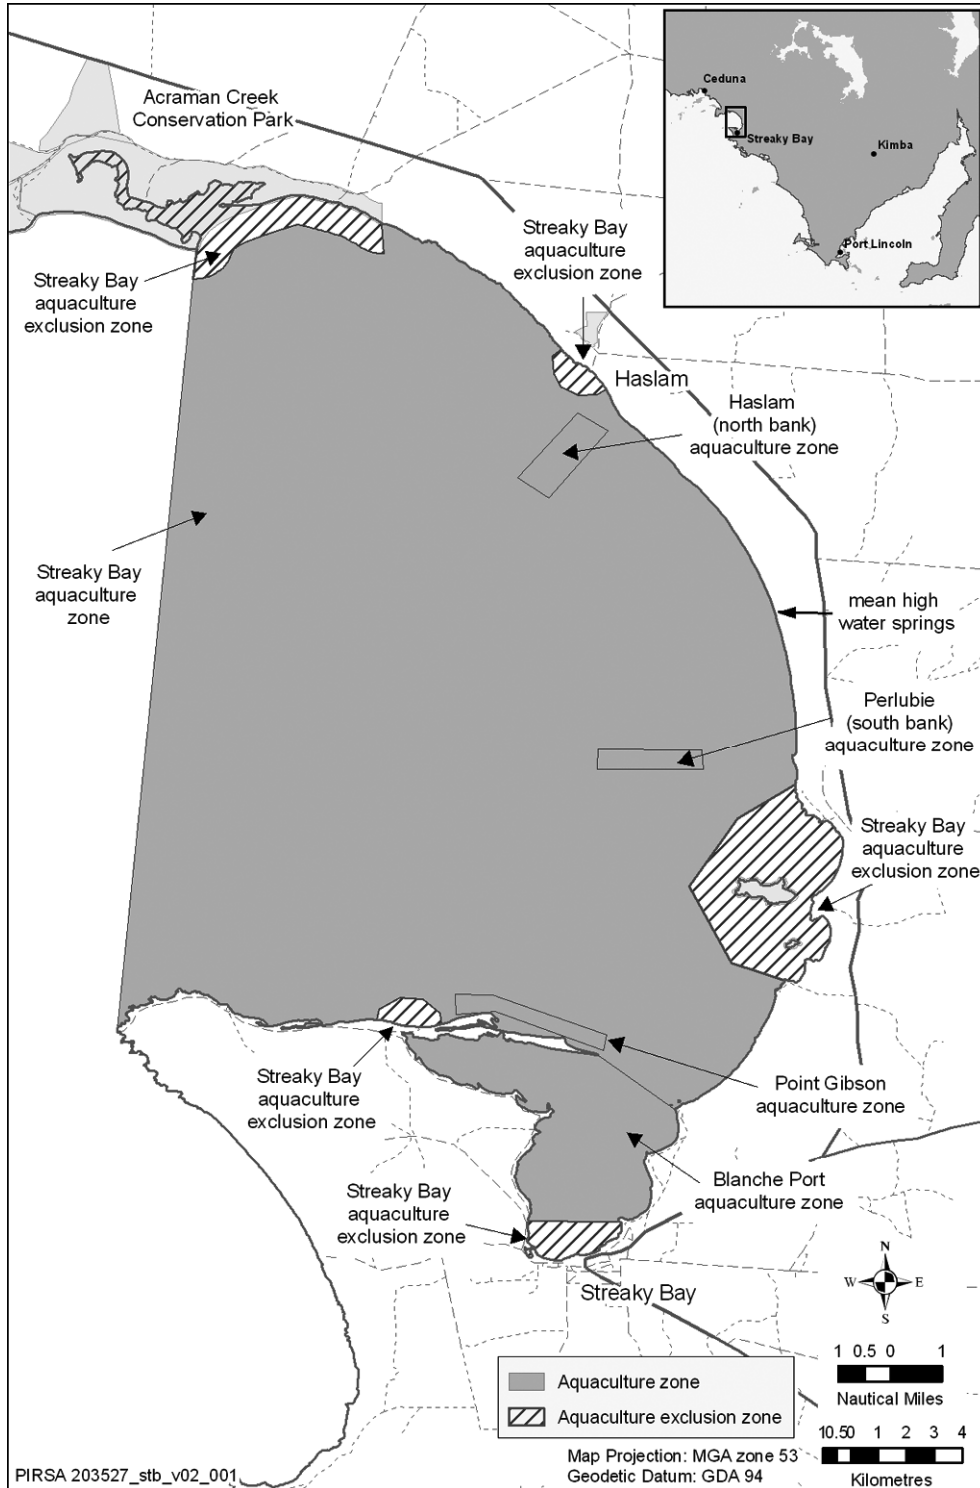 Acraman Creek
Conservation Park
Ceduna
Streaky Bay
Kimba
Port Lincoln
Streaky Bay
aquaculture
exclusion zone
Streaky Bay
aquaculture
exclusion zone
Haslam
Haslam
(north bank)
aquaculture zone
Streaky Bay
aquaculture
zone
mean high
water springs
Perlubie
(south bank)
aquaculture zone
Streaky Bay
aquaculture
exclusion zone
Streaky Bay
aquaculture
exclusion zone
Point Gibson
aquaculture zone
Blanche Port
aquaculture zone
Streaky Bay
aquaculture
exclusion zone
Streaky Bay
N
W E
S
1 0.5 0 1
Nautical Miles
Aquaculture zone
Aquaculture exclusion zone
Map Projection: MGA zone 53
Geodetic Datum: GDA 94
10.50 1 2 3 4
Kilometres
PIRSA 203527_stb_v02_001